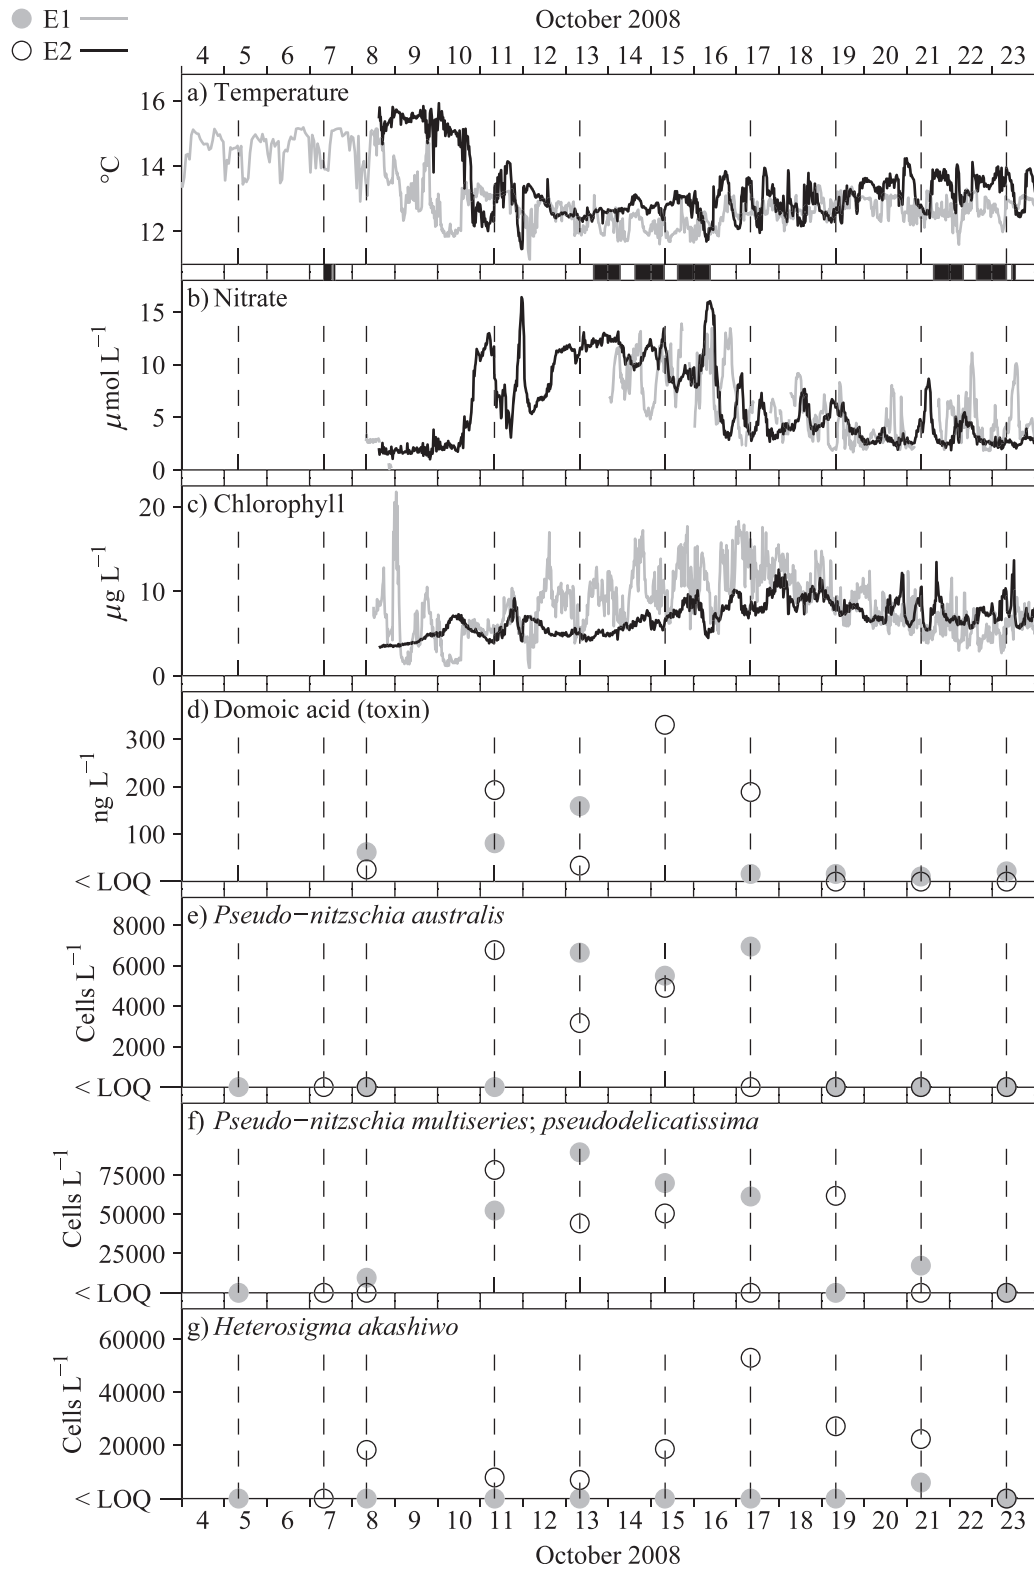 E1
E2
October 2008
4 5 6 7 8 9 10 11 12 13 14 15 16 17 18 19 20 21 22 23
a) Temperature
°C
16
14
12
b) Nitrate
μmol L⁻¹
15
10
5
0
c) Chlorophyll
μg L⁻¹
20
10
0
d) Domoic acid (toxin)
ng L⁻¹
300
200
100
< LOQ
e) Pseudo−nitzschia australis
Cells L⁻¹
8000
6000
4000
2000
< LOQ
f) Pseudo−nitzschia multiseries; pseudodelicatissima
Cells L⁻¹
75000
50000
25000
< LOQ
g) Heterosigma akashiwo
Cells L⁻¹
60000
40000
20000
< LOQ
4 5 6 7 8 9 10 11 12 13 14 15 16 17 18 19 20 21 22 23
October 2008